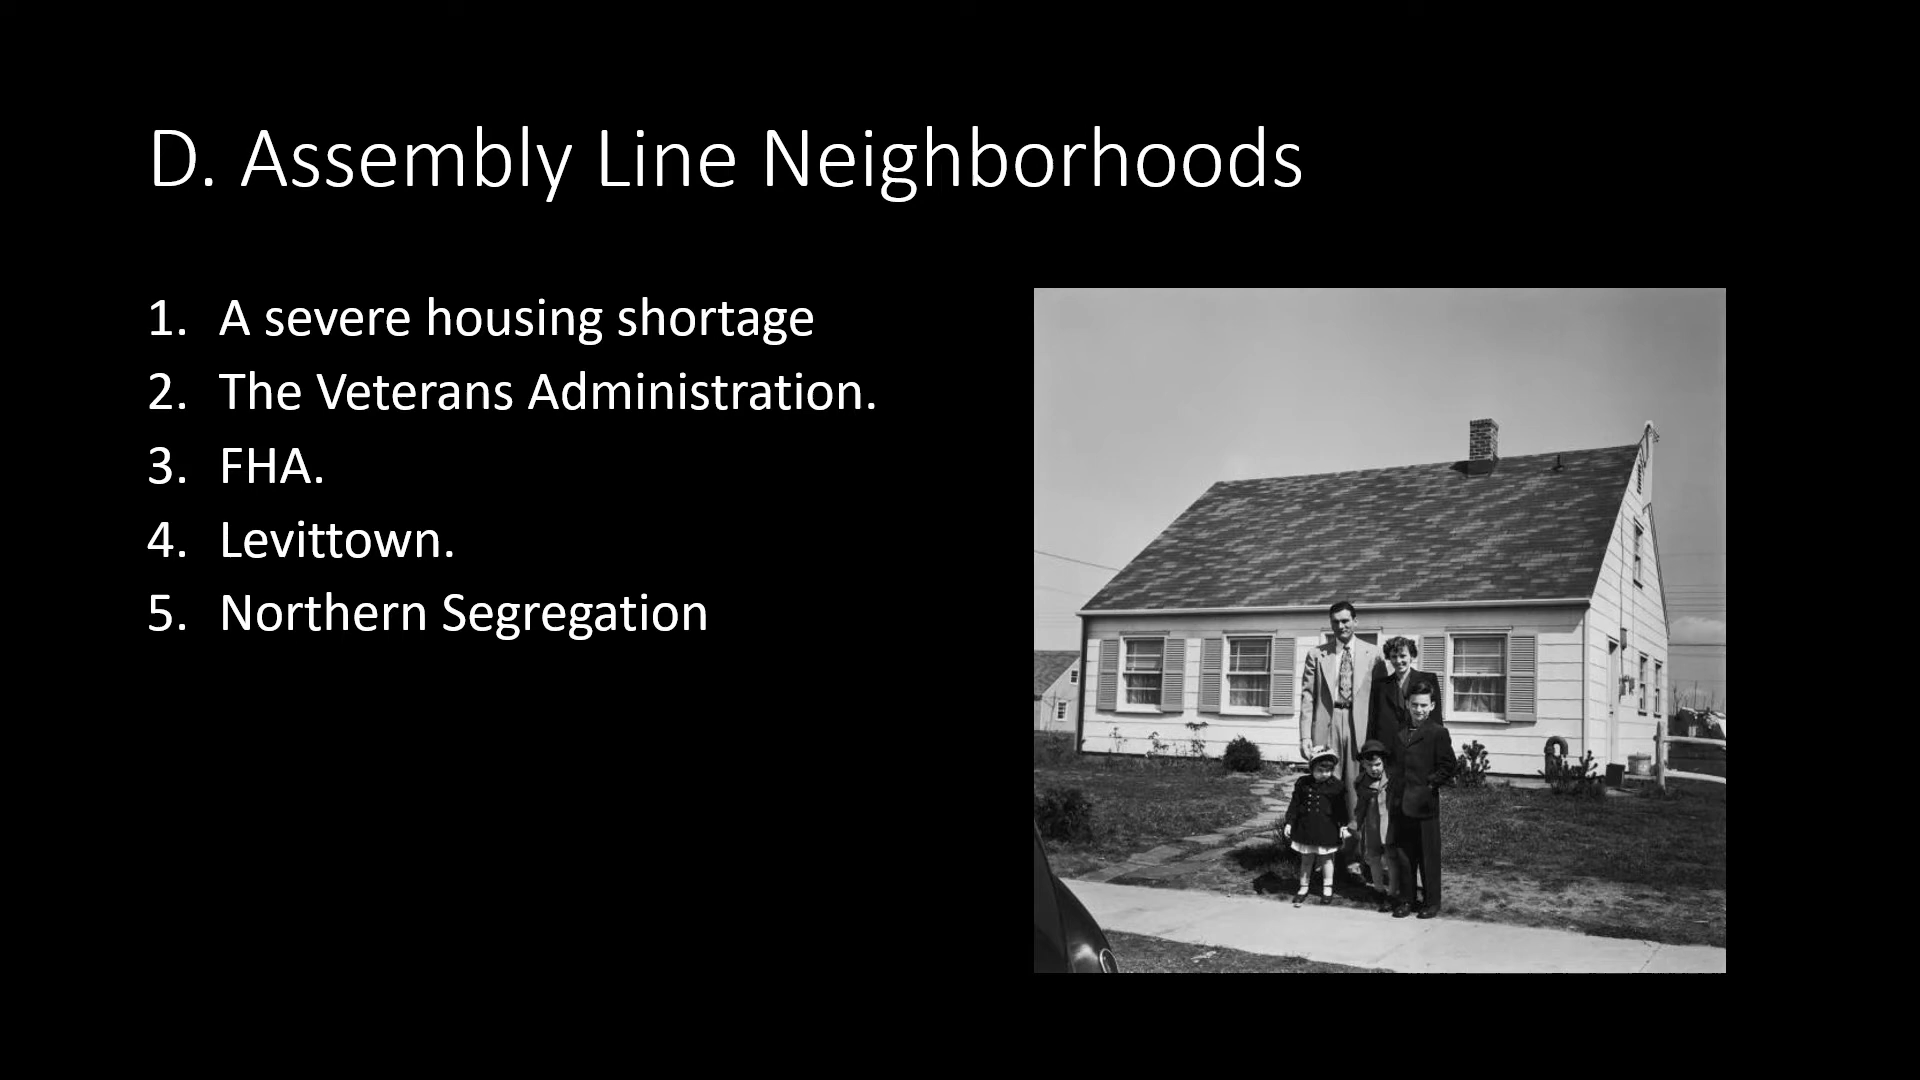 D. Assembly Line Neighborhoods
1. A severe housing shortage
2. The Veterans Administration.
3. FHA.
4. Levittown.
5. Northern Segregation